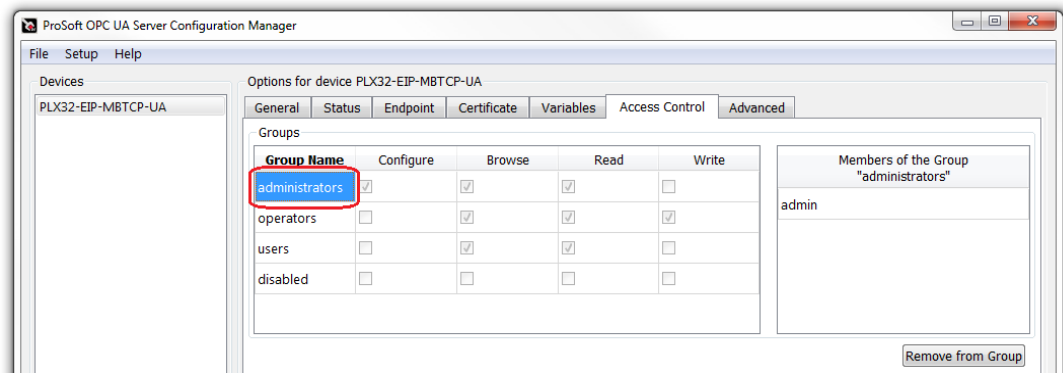 ProSoft OPC UA Server Configuration Manager
File Setup Help
Devices
PLX32-EIP-MBTCP-UA
Options for device PLX32-EIP-MBTCP-UA
General Status Endpoint Certificate Variables Access Control Advanced
Groups
Group Name Configure Browse Read Write
administrators
operators
users
disabled
Members of the Group
"administrators"
admin
Remove from Group